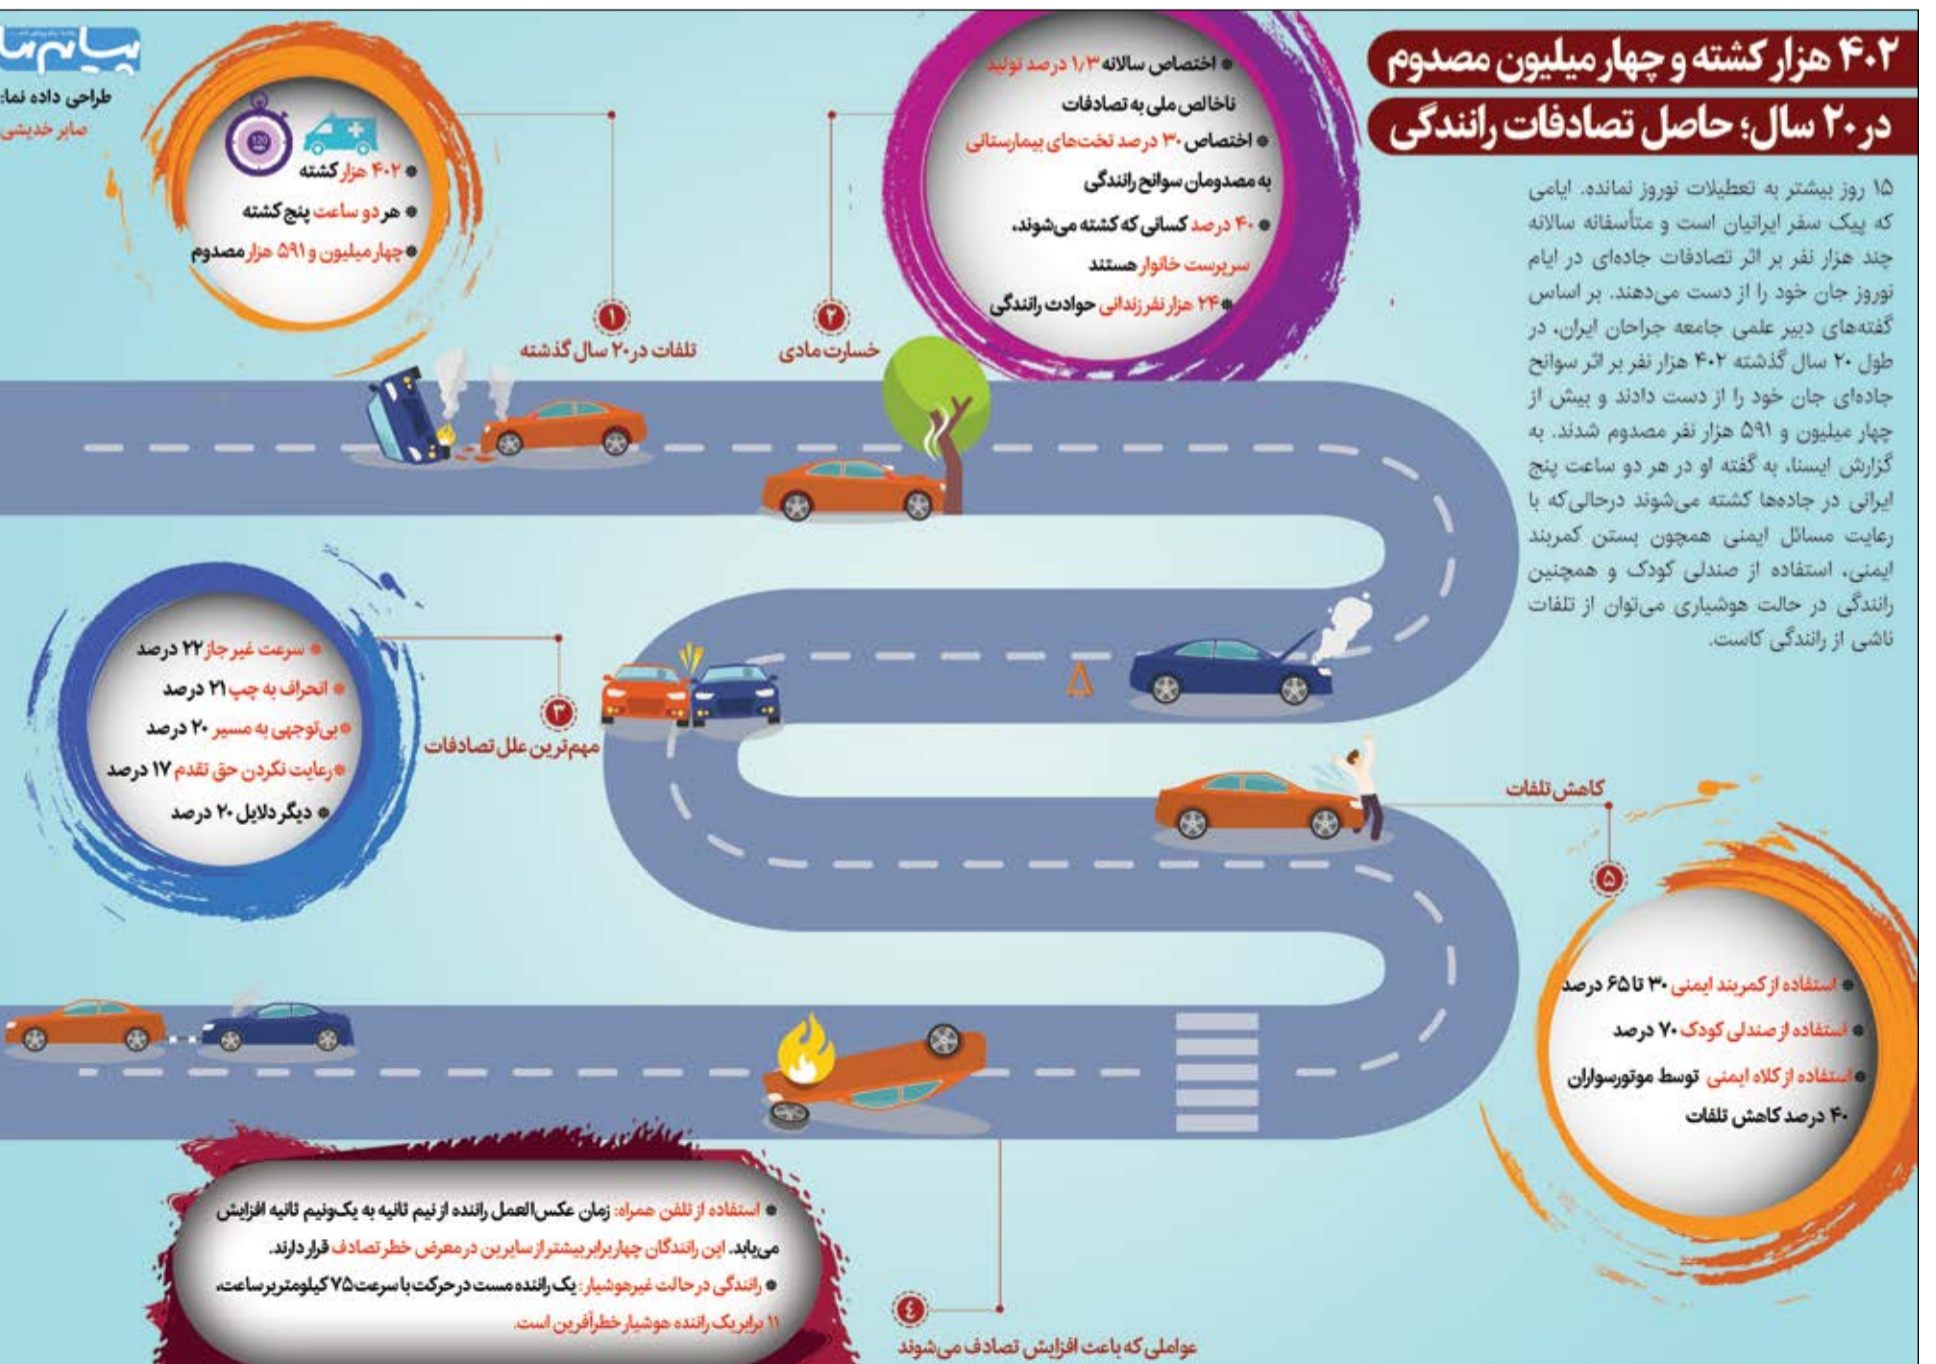 ۴۰۲ هزار کشته و چهار میلیون مصدوم
در ۲۰ سال؛ حاصل تصادفات رانندگی
۱۵ روز بیشتر به تعطیلات نوروز نمانده. ایامی
که پیک سفر ایرانیان است و متأسفانه سالانه
چند هزار نفر بر اثر تصادفات جاده‌ای در ایام
نوروز جان خود را از دست می‌دهند. بر اساس
گفته‌های دبیر علمی جامعه جراحان ایران، در
طول ۲۰ سال گذشته ۴۰۲ هزار نفر بر اثر سوانح
جاده‌ای جان خود را از دست دادند و بیش از
چهار میلیون و ۵۹۱ هزار نفر مصدوم شدند. به
گزارش ایسنا، به گفته او در هر دو ساعت پنج
ایرانی در جاده‌ها کشته می‌شوند درحالی‌که با
رعایت مسائل ایمنی همچون بستن کمربند
ایمنی، استفاده از صندلی کودک و همچنین
رانندگی در حالت هوشیاری می‌توان از تلفات
ناشی از رانندگی کاست.
پیام ما
طراحی داده نما:
صابر خدیشی
۱
تلفات در ۲۰ سال گذشته
120
۴۰۲ هزار کشته
هر دو ساعت پنج کشته
چهار میلیون و ۵۹۱ هزار مصدوم
۲
خسارت مادی
اختصاص سالانه ۱٫۳ درصد تولید
ناخالص ملی به تصادفات
اختصاص ۳۰ درصد تخت‌های بیمارستانی
به مصدومان سوانح رانندگی
۴۰ درصد کسانی که کشته می‌شوند،
سرپرست خانوار هستند
۲۴ هزار نفر زندانی حوادث رانندگی
۳
مهم‌ترین علل تصادفات
سرعت غیر جاز ۲۲ درصد
انحراف به چپ ۲۱ درصد
بی‌توجهی به مسیر ۲۰ درصد
رعایت نکردن حق تقدم ۱۷ درصد
دیگر دلایل ۲۰ درصد
٤
عواملی که باعث افزایش تصادف می‌شوند
استفاده از تلفن همراه: زمان عکس‌العمل راننده از نیم ثانیه به یک‌ونیم ثانیه افزایش
می‌یابد. این رانندگان چهار برابر بیشتر از سایرین در معرض خطر تصادف قرار دارند.
رانندگی در حالت غیرهوشیار: یک راننده مست در حرکت با سرعت ۷۵ کیلومتر بر ساعت،
۱۱ برابر یک راننده هوشیار خطرآفرین است.
کاهش تلفات
۵
استفاده از کمربند ایمنی ۳۰ تا ۶۵ درصد
استفاده از صندلی کودک ۷۰ درصد
استفاده از کلاه ایمنی توسط موتورسواران
۴۰ درصد کاهش تلفات